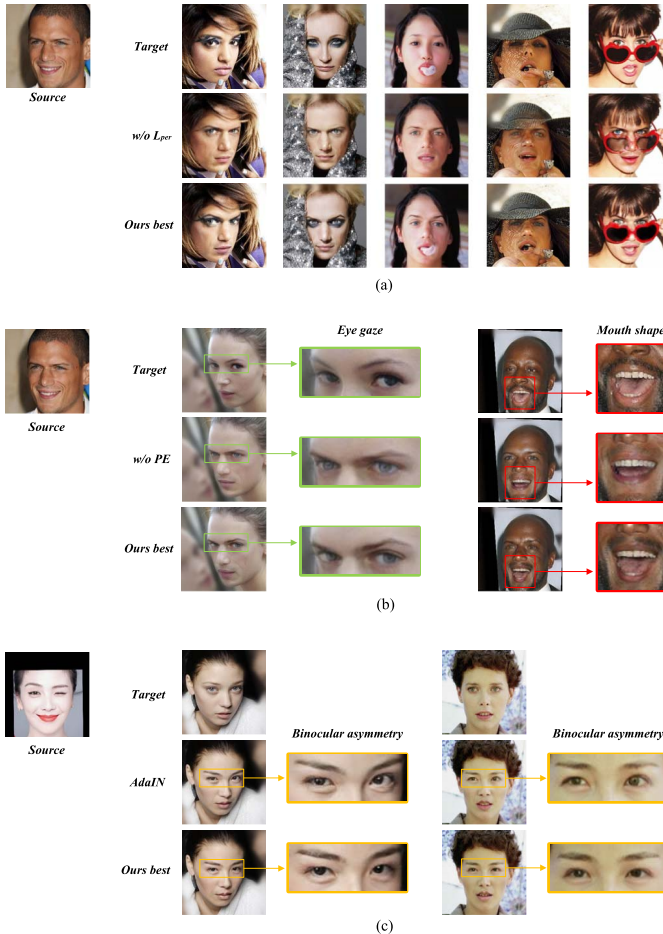 Target
Source
w/o Lper
Ours best
(a)
Eye gaze
Mouth shape
Target
Source
w/o PE
Ours best
(b)
Target
Source
Binocular asymmetry
Binocular asymmetry
AdaIN
Ours best
(c)